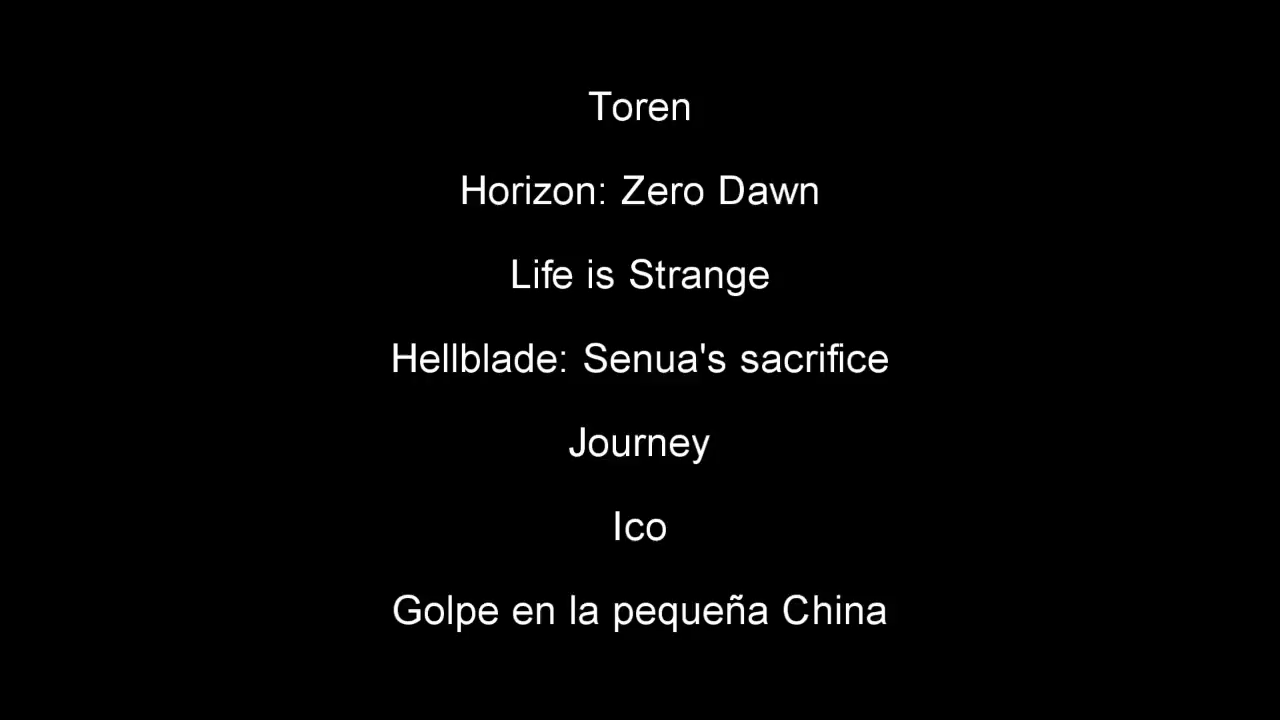 Toren
Horizon: Zero Dawn
Life is Strange
Hellblade: Senua's sacrifice
Journey
Ico
Golpe en la pequeña China